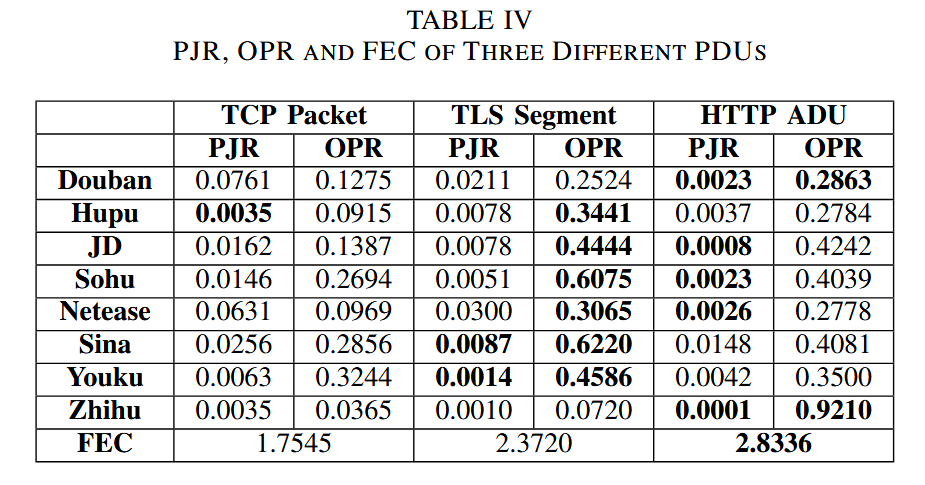 TABLE IV
PJR, OPR AND FEC OF THREE DIFFERENT PDUS
TCP Packet TLS Segment HTTP ADU
PJR OPR PJR OPR PJR OPR
Douban 0.0761 0.1275 0.0211 0.2524 0.0023 0.2863
Hupu 0.0035 0.0915 0.0078 0.3441 0.0037 0.2784
JD 0.0162 0.1387 0.0078 0.4444 0.0008 0.4242
Sohu 0.0146 0.2694 0.0051 0.6075 0.0023 0.4039
Netease 0.0631 0.0969 0.0300 0.3065 0.0026 0.2778
Sina 0.0256 0.2856 0.0087 0.6220 0.0148 0.4081
Youku 0.0063 0.3244 0.0014 0.4586 0.0042 0.3500
Zhihu 0.0035 0.0365 0.0010 0.0720 0.0001 0.9210
FEC 1.7545 2.3720 2.8336